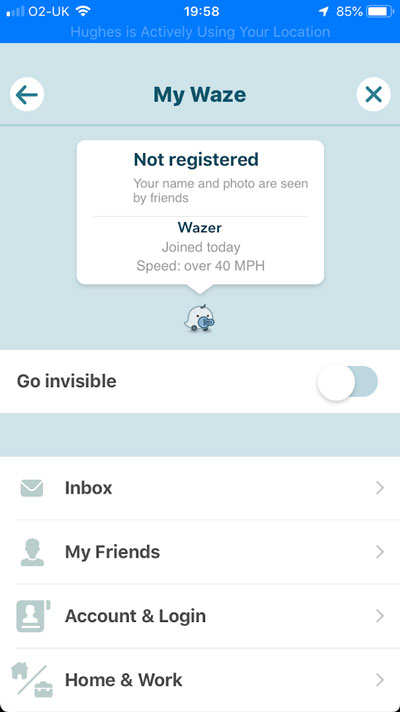 O2-UK 19:58 85%
Hughes is Actively Using Your Location
My Waze
Not registered
Your name and photo are seen
by friends
Wazer
Joined today
Speed: over 40 MPH
Go invisible
Inbox
My Friends
Account & Login
Home & Work